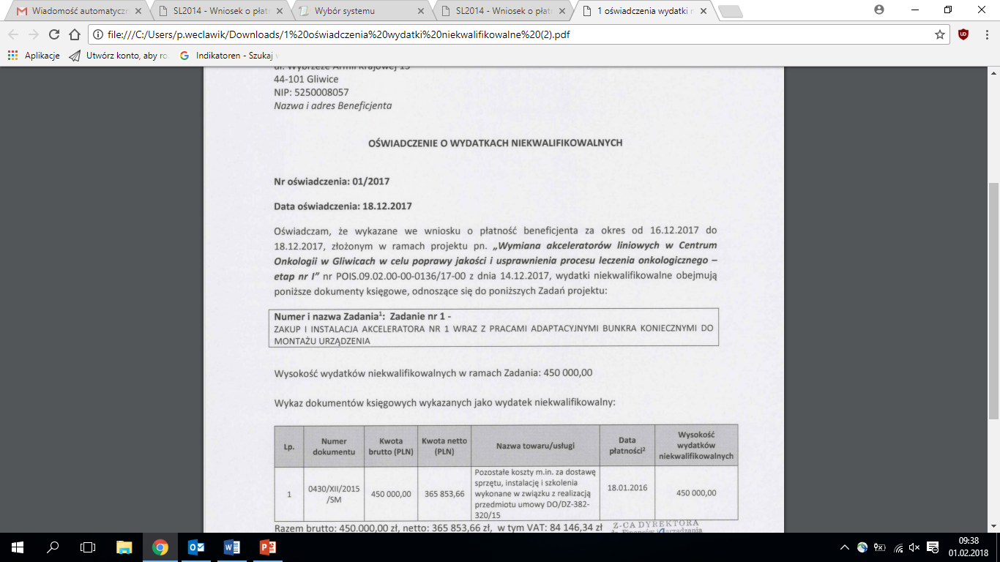 Wiadomość automatyczn
SL2014 - Wniosek o płat
Wybór systemu
SL2014 - Wniosek o płat
1 oświadczenia wydatki n
file:///C:/Users/p.weclawik/Downloads/1%20oświadczenia%20wydatki%20niekwalifikowalne%20(2).pdf
Aplikacje
Utwórz konto, aby ro
Indikatoren - Szukaj
ul. Wybrzeże Armii Krajowej 15
44-101 Gliwice
NIP: 5250008057
Nazwa i adres Beneficjenta
OŚWIADCZENIE O WYDATKACH NIEKWALIFIKOWALNYCH
Nr oświadczenia: 01/2017
Data oświadczenia: 18.12.2017
Oświadczam, że wykazane we wniosku o płatność beneficjenta za okres od 16.12.2017 do
18.12.2017, złożonym w ramach projektu pn. „Wymiana akceleratorów liniowych w Centrum
Onkologii w Gliwicach w celu poprawy jakości i usprawnienia procesu leczenia onkologicznego –
etap nr I” nr POIS.09.02.00-00-0136/17-00 z dnia 14.12.2017, wydatki niekwalifikowalne obejmują
poniższe dokumenty księgowe, odnoszące się do poniższych Zadań projektu:
Numer i nazwa Zadania¹: Zadanie nr 1 -
ZAKUP I INSTALACJA AKCELERATORA NR 1 WRAZ Z PRACAMI ADAPTACYJNYMI BUNKRA KONIECZNYMI DO
MONTAŻU URZĄDZENIA
Wysokość wydatków niekwalifikowalnych w ramach Zadania: 450 000,00
Wykaz dokumentów księgowych wykazanych jako wydatek niekwalifikowalny:
Lp.
Numer
dokumentu
Kwota
brutto (PLN)
Kwota netto
(PLN)
Nazwa towaru/usługi
Data
płatności²
Wysokość
wydatków
niekwalifikowalnych
1
0430/XII/2015
/SM
450 000,00
365 853,66
Pozostałe koszty m.in. za dostawę
sprzętu, instalację i szkolenia
wykonane w związku z realizacją
przedmiotu umowy DO/DZ-382-
320/15
18.01.2016
450 000,00
Razem brutto: 450.000,00 zł, netto: 365 853,66 zł, w tym VAT: 84 146,34 zł
Z-CA DYREKTORA
ds. Finansów i Zarządzania
09:38
01.02.2018